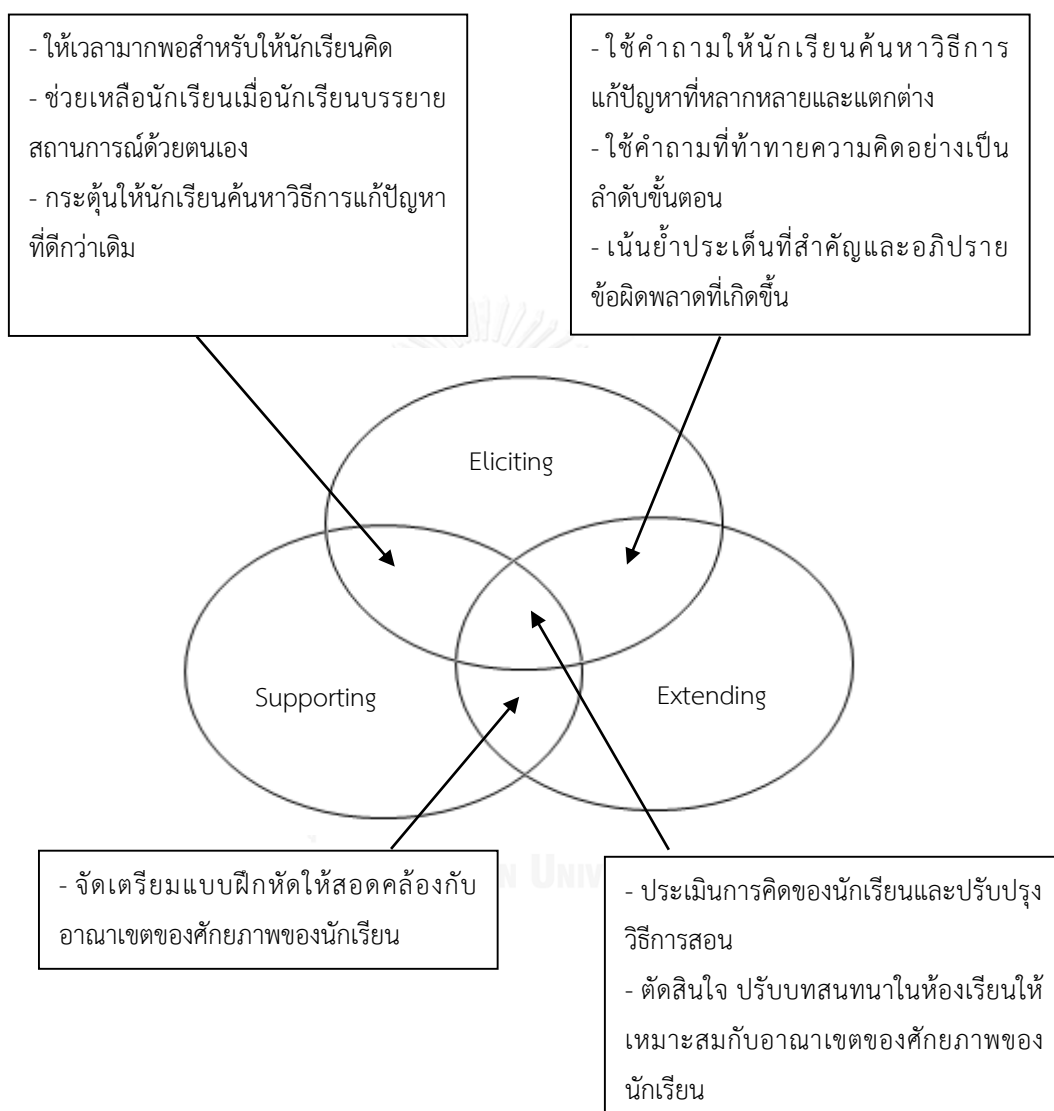 - ให้เวลามากพอสำหรับให้นักเรียนคิด
- ช่วยเหลือนักเรียนเมื่อนักเรียนบรรยาย
สถานการณ์ด้วยตนเอง
- กระตุ้นให้นักเรียนค้นหาวิธีการแก้ปัญหา
ที่ดีกว่าเดิม
- ใช้คำถามให้นักเรียนค้นหาวิธีการ
แก้ปัญหาที่หลากหลายและแตกต่าง
- ใช้คำถามที่ท้าทายความคิดอย่างเป็น
ลำดับขั้นตอน
- เน้นย้ำประเด็นที่สำคัญและอภิปราย
ข้อผิดพลาดที่เกิดขึ้น
Eliciting
Supporting
Extending
- จัดเตรียมแบบฝึกหัดให้สอดคล้องกับ
อาณาเขตของศักยภาพของนักเรียน
- ประเมินการคิดของนักเรียนและปรับปรุง
วิธีการสอน
- ตัดสินใจ ปรับบทสนทนาในห้องเรียนให้
เหมาะสมกับอาณาเขตของศักยภาพของ
นักเรียน